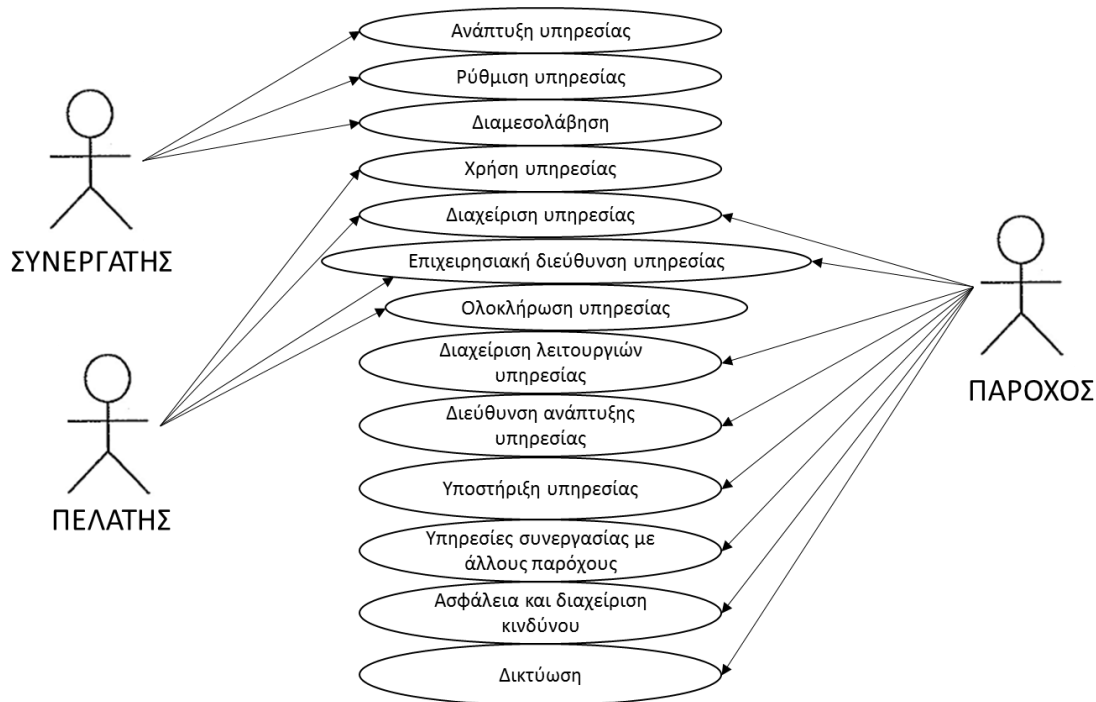 Ανάπτυξη υπηρεσίας
Ρύθμιση υπηρεσίας
Διαμεσολάβηση
Χρήση υπηρεσίας
Διαχείριση υπηρεσίας
ΣΥΝΕΡΓΑΤΗΣ
Επιχειρησιακή διεύθυνση υπηρεσίας
Ολοκλήρωση υπηρεσίας
Διαχείριση λειτουργιών
υπηρεσίας
ΠΑΡΟΧΟΣ
Διεύθυνση ανάπτυξης
υπηρεσίας
Υποστήριξη υπηρεσίας
ΠΕΛΑΤΗΣ
Υπηρεσίες συνεργασίας με
άλλους παρόχους
Ασφάλεια και διαχείριση
κινδύνου
Δικτύωση